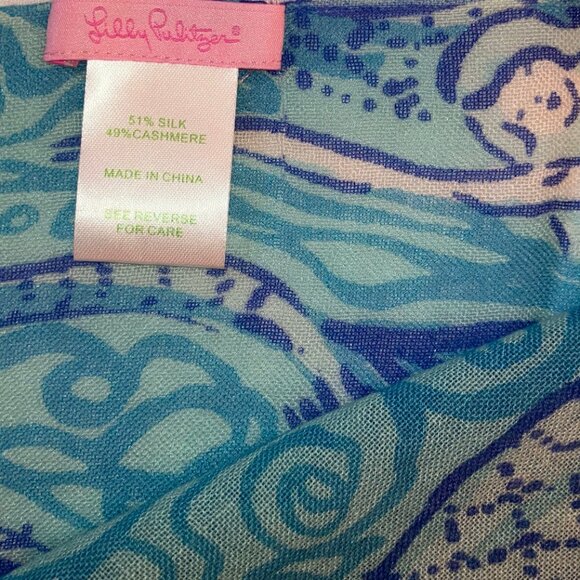 Lilly Pulitzer®
51% SILK
49%CASHMERE
MADE IN CHINA
SEE REVERSE
FOR CARE